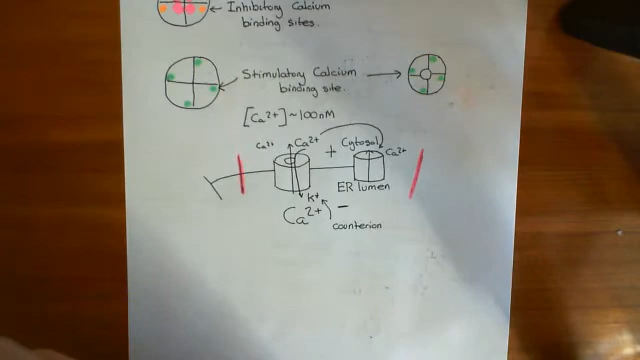 Inhibitory Calcium
binding sites.
Stimulatory Calcium
binding site.
[Ca²⁺]~100nM
Ca²⁺ Ca²⁺ + Cytosol Ca²⁺
ER lumen
K⁺
Ca²⁺ −
counterion